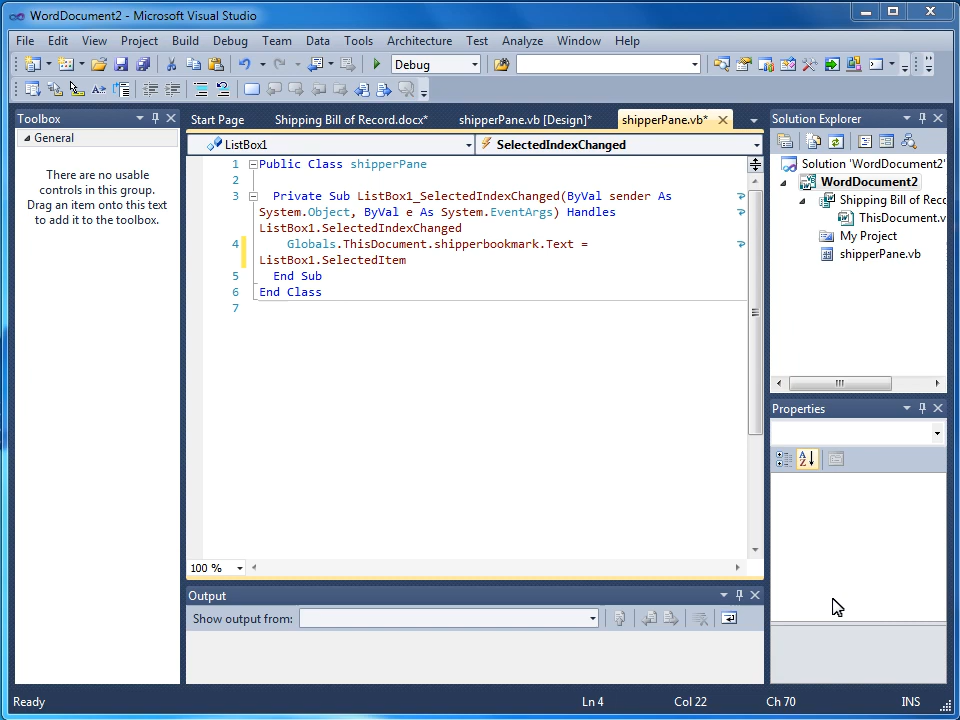 WordDocument2 - Microsoft Visual Studio
File Edit View Project Build Debug Team Data Tools Architecture Test Analyze Window Help
Debug
Toolbox
General
There are no usable
controls in this group.
Drag an item onto this text
to add it to the toolbox.
Start Page Shipping Bill of Record.docx* shipperPane.vb [Design]* shipperPane.vb*
ListBox1 SelectedIndexChanged
1 Public Class shipperPane
2
3 Private Sub ListBox1_SelectedIndexChanged(ByVal sender As
System.Object, ByVal e As System.EventArgs) Handles
ListBox1.SelectedIndexChanged
4 Globals.ThisDocument.shipperbookmark.Text =
ListBox1.SelectedItem
5 End Sub
6 End Class
7
100 %
Output
Show output from:
Solution Explorer
Solution 'WordDocument2'
WordDocument2
Shipping Bill of Reco
ThisDocument.v
My Project
shipperPane.vb
Properties
Ready Ln 4 Col 22 Ch 70 INS